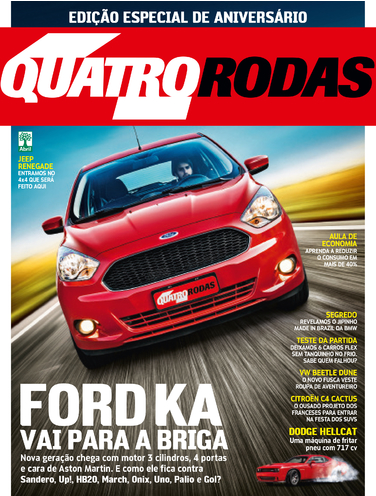 EDIÇÃO ESPECIAL DE ANIVERSÁRIO
QUATRO RODAS
Abril
JEEP
RENEGADE
ENTRAMOS NO
4x4 QUE SERÁ
FEITO AQUI
AULA DE
ECONOMIA
APRENDA A REDUZIR
O CONSUMO EM
MAIS DE 40%
Ford
QUATRO RODAS
SEGREDO
REVELAMOS O JIPINHO
MADE IN BRAZIL DA BMW
TESTE DA PARTIDA
DEIXAMOS 6 CARROS FLEX
SEM TANQUINHO NO FRIO.
SABE QUEM FALHOU?
VW BEETLE DUNE
O NOVO FUSCA VESTE
ROUPA DE AVENTUREIRO
CITROËN C4 CACTUS
O OUSADO PROJETO DOS
FRANCESES PARA ENTRAR
NA FESTA DOS SUVS
DODGE HELLCAT
Uma máquina de fritar
pneu com 717 cv
FORD KA
VAI PARA A BRIGA
Nova geração chega com motor 3 cilindros, 4 portas
e cara de Aston Martin. E como ele fica contra
Sandero, Up!, HB20, March, Onix, Uno, Palio e Gol?